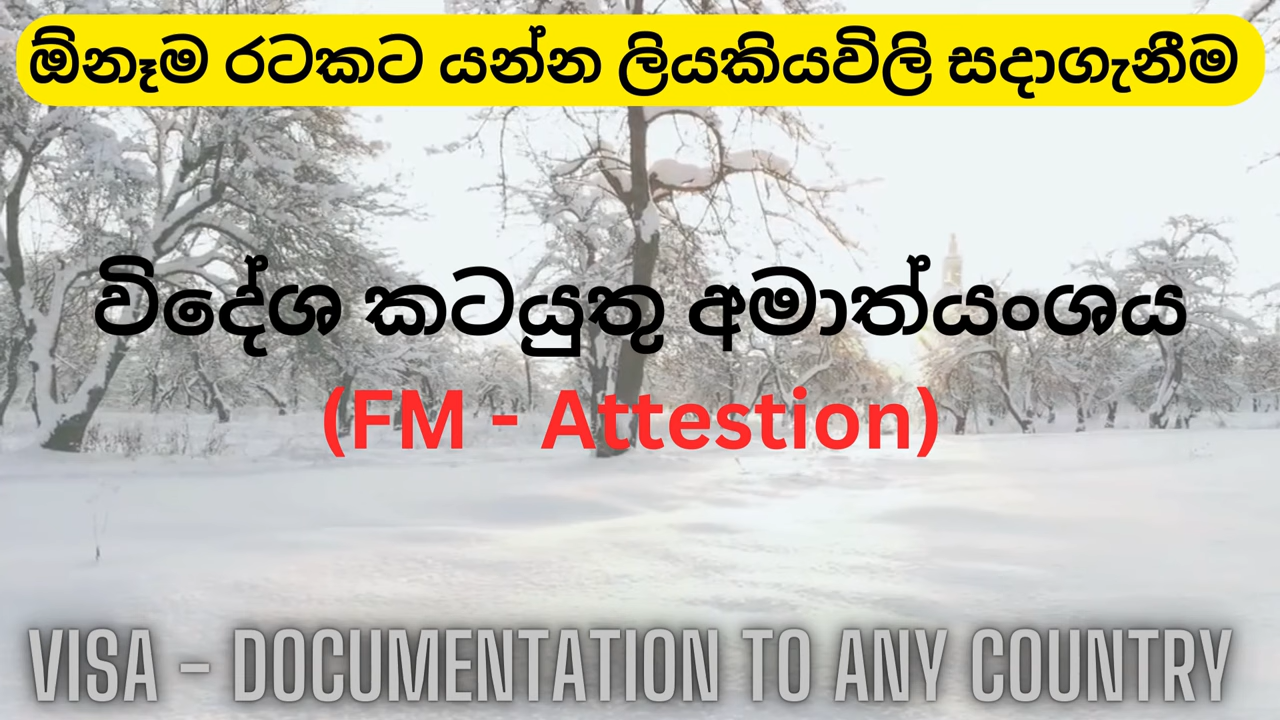 ඕනෑම රටකට යන්න ලියකියවිලි සදාගැනීම
විදේශ කටයුතු අමාත්යංශය
(FM - Attestion)
VISA - DOCUMENTATION TO ANY COUNTRY